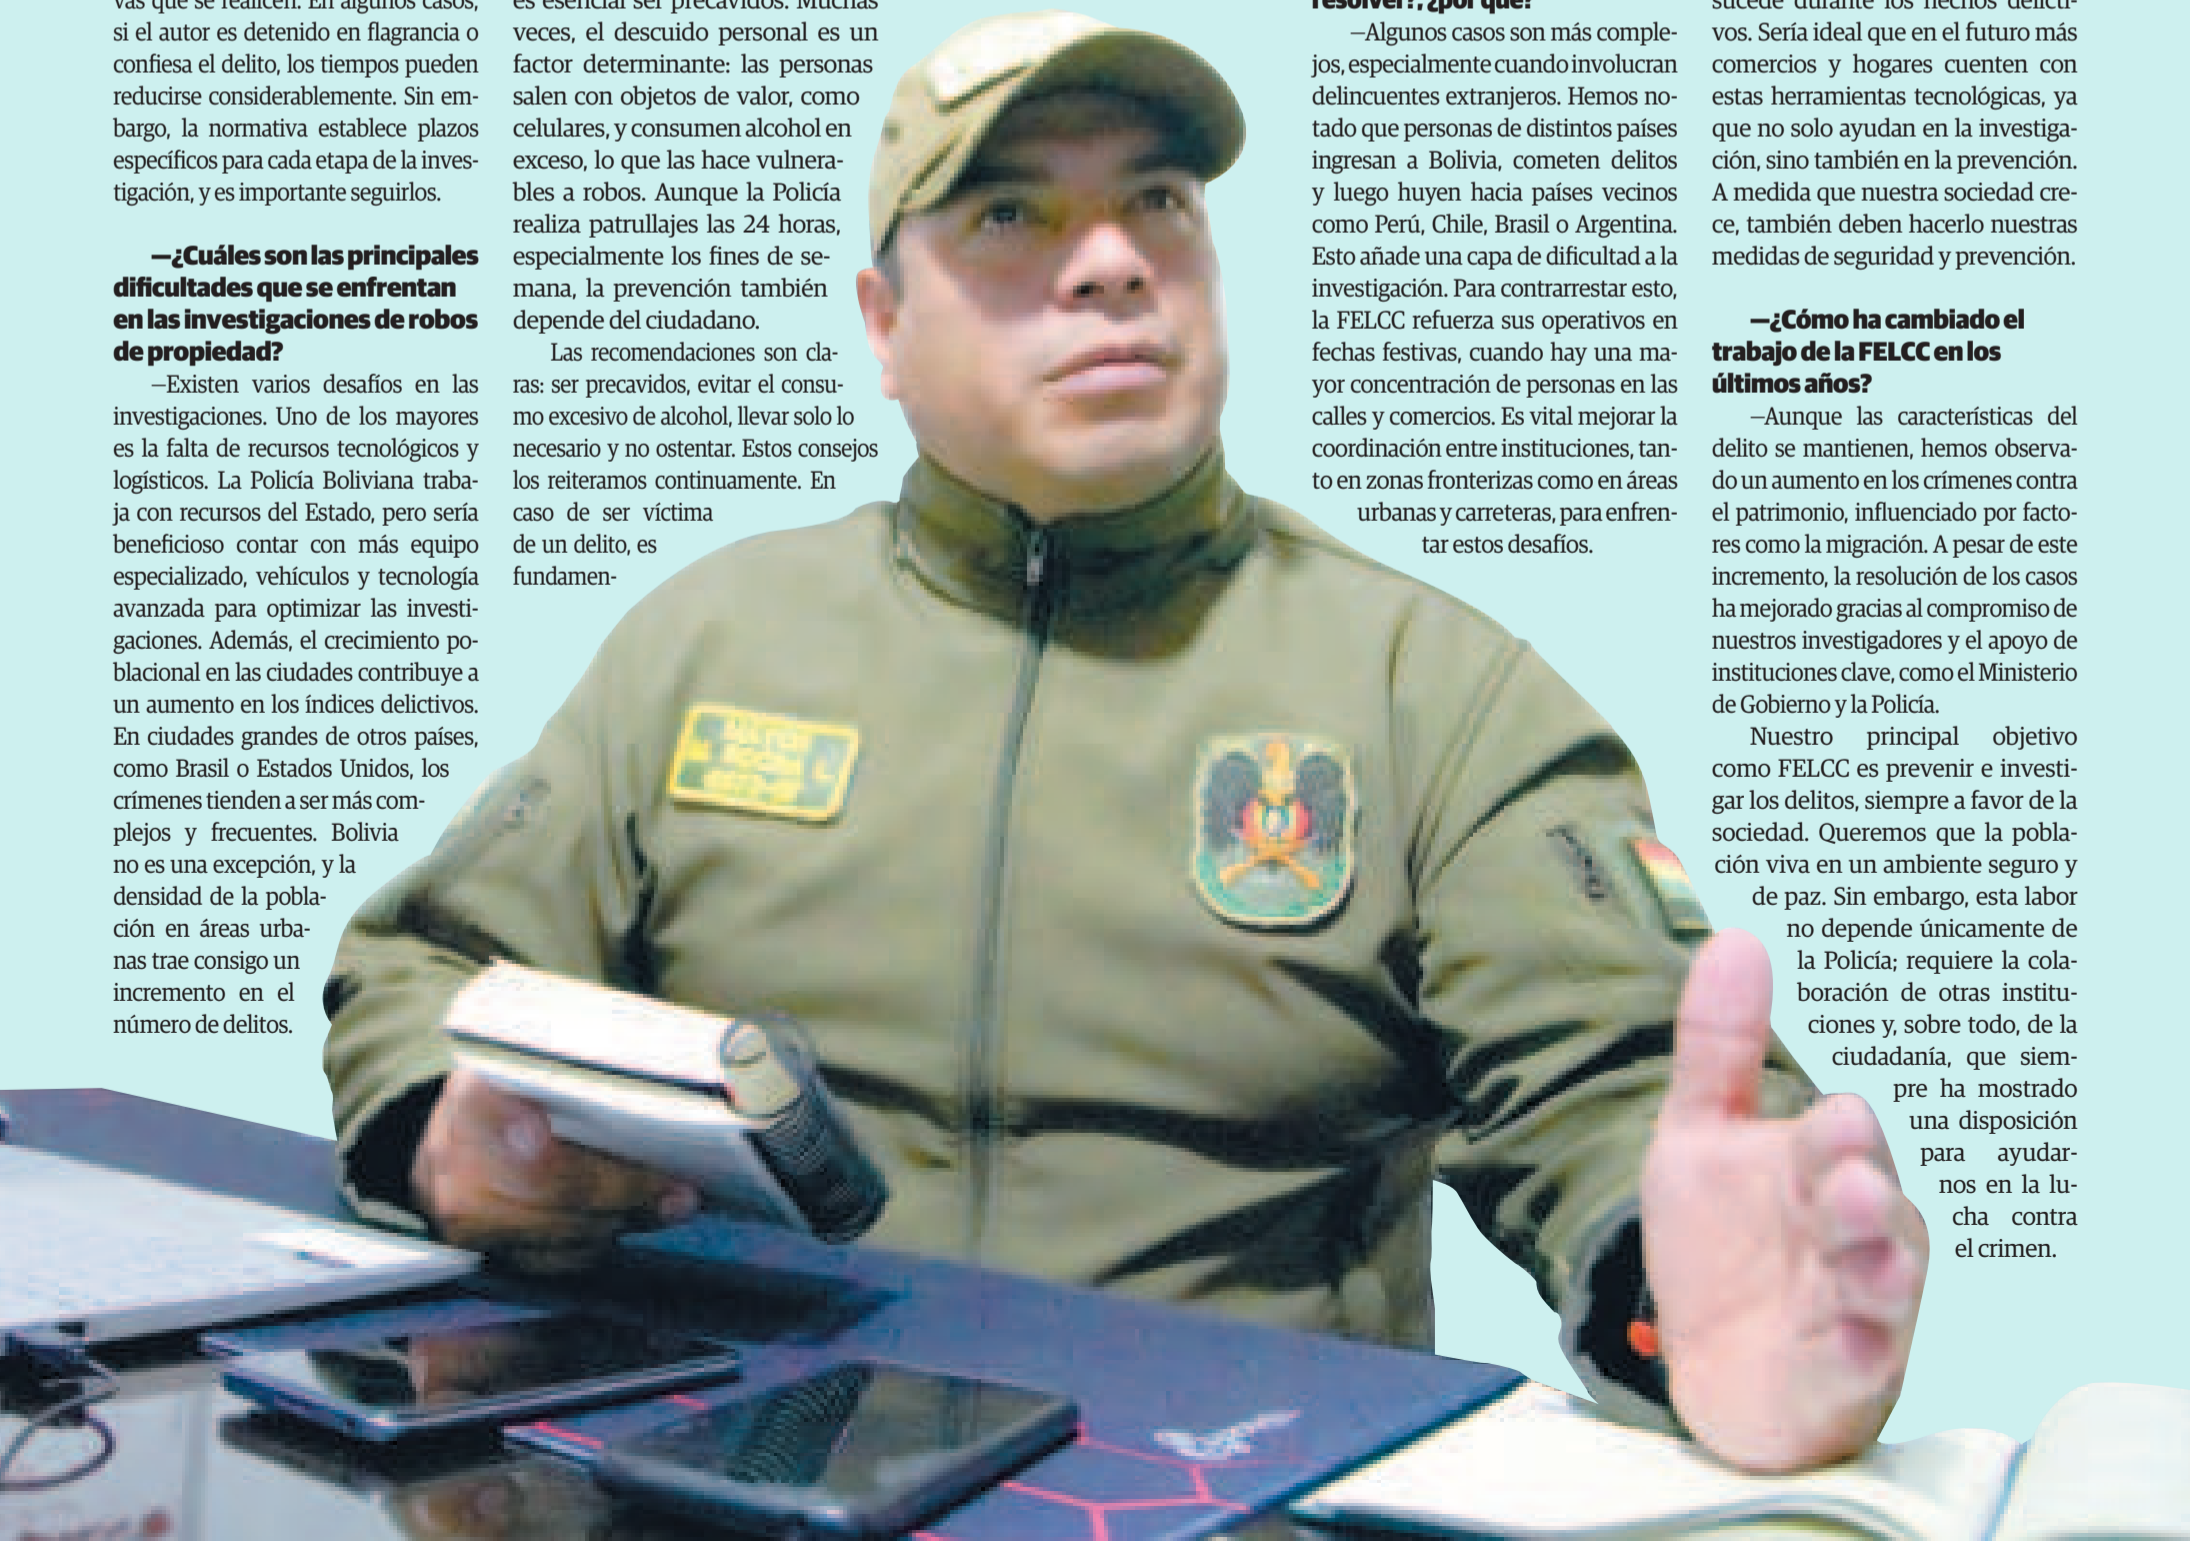 vas que se realicen. En algunos casos,
si el autor es detenido en flagrancia o
confiesa el delito, los tiempos pueden
reducirse considerablemente. Sin em-
bargo, la normativa establece plazos
específicos para cada etapa de la inves-
tigación, y es importante seguirlos.
—¿Cuáles son las principales
dificultades que se enfrentan
en las investigaciones de robos
de propiedad?
—Existen varios desafíos en las
investigaciones. Uno de los mayores
es la falta de recursos tecnológicos y
logísticos. La Policía Boliviana traba-
ja con recursos del Estado, pero sería
beneficioso contar con más equipo
especializado, vehículos y tecnología
avanzada para optimizar las investi-
gaciones. Además, el crecimiento po-
blacional en las ciudades contribuye a
un aumento en los índices delictivos.
En ciudades grandes de otros países,
como Brasil o Estados Unidos, los
crímenes tienden a ser más com-
plejos y frecuentes. Bolivia
no es una excepción, y la
densidad de la pobla-
ción en áreas urba-
nas trae consigo un
incremento en el
número de delitos.
es esencial ser precavidos. Muchas
veces, el descuido personal es un
factor determinante: las personas
salen con objetos de valor, como
celulares, y consumen alcohol en
exceso, lo que las hace vulnera-
bles a robos. Aunque la Policía
realiza patrullajes las 24 horas,
especialmente los fines de se-
mana, la prevención también
depende del ciudadano.
Las recomendaciones son cla-
ras: ser precavidos, evitar el consu-
mo excesivo de alcohol, llevar solo lo
necesario y no ostentar. Estos consejos
los reiteramos continuamente. En
caso de ser víctima
de un delito, es
fundamen-
resolver?, ¿por qué?
—Algunos casos son más comple-
jos, especialmente cuando involucran
delincuentes extranjeros. Hemos no-
tado que personas de distintos países
ingresan a Bolivia, cometen delitos
y luego huyen hacia países vecinos
como Perú, Chile, Brasil o Argentina.
Esto añade una capa de dificultad a la
investigación. Para contrarrestar esto,
la FELCC refuerza sus operativos en
fechas festivas, cuando hay una ma-
yor concentración de personas en las
calles y comercios. Es vital mejorar la
coordinación entre instituciones, tan-
to en zonas fronterizas como en áreas
urbanas y carreteras, para enfren-
tar estos desafíos.
sucede durante los hechos delicti-
vos. Sería ideal que en el futuro más
comercios y hogares cuenten con
estas herramientas tecnológicas, ya
que no solo ayudan en la investiga-
ción, sino también en la prevención.
A medida que nuestra sociedad cre-
ce, también deben hacerlo nuestras
medidas de seguridad y prevención.
—¿Cómo ha cambiado el
trabajo de la FELCC en los
últimos años?
—Aunque las características del
delito se mantienen, hemos observa-
do un aumento en los crímenes contra
el patrimonio, influenciado por facto-
res como la migración. A pesar de este
incremento, la resolución de los casos
ha mejorado gracias al compromiso de
nuestros investigadores y el apoyo de
instituciones clave, como el Ministerio
de Gobierno y la Policía.
Nuestro principal objetivo
como FELCC es prevenir e investi-
gar los delitos, siempre a favor de la
sociedad. Queremos que la pobla-
ción viva en un ambiente seguro y
de paz. Sin embargo, esta labor
no depende únicamente de
la Policía; requiere la cola-
boración de otras institu-
ciones y, sobre todo, de la
ciudadanía, que siem-
pre ha mostrado
una disposición
para ayudar-
nos en la lu-
cha contra
el crimen.